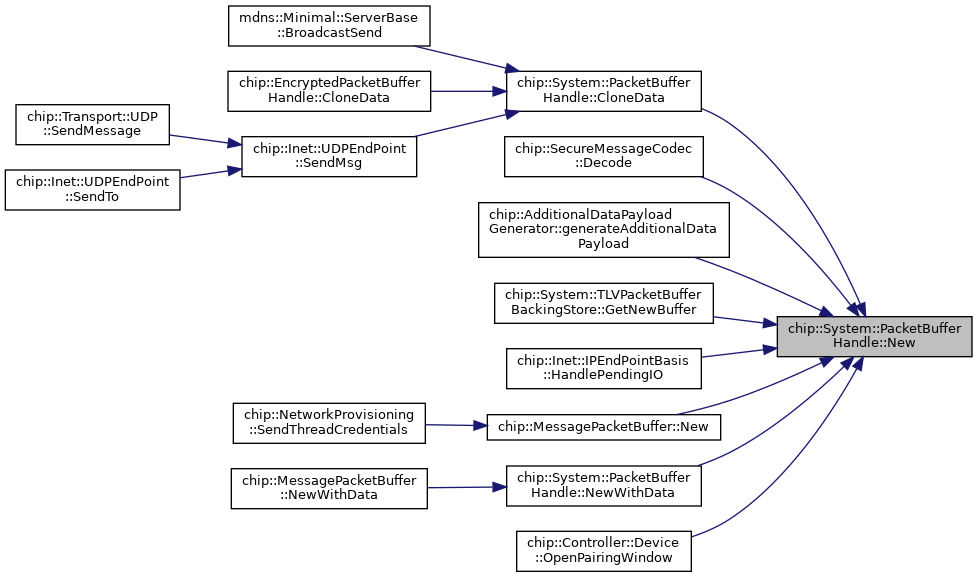 mdns::Minimal::ServerBase
::BroadcastSend
chip::EncryptedPacketBuffer
Handle::CloneData
chip::System::PacketBuffer
Handle::CloneData
chip::Transport::UDP
::SendMessage
chip::Inet::UDPEndPoint
::SendMsg
chip::Inet::UDPEndPoint
::SendTo
chip::SecureMessageCodec
::Decode
chip::AdditionalDataPayload
Generator::generateAdditionalData
Payload
chip::System::TLVPacketBuffer
BackingStore::GetNewBuffer
chip::System::PacketBuffer
Handle::New
chip::Inet::IPEndPointBasis
::HandlePendingIO
chip::NetworkProvisioning
::SendThreadCredentials
chip::MessagePacketBuffer::New
chip::MessagePacketBuffer
::NewWithData
chip::System::PacketBuffer
Handle::NewWithData
chip::Controller::Device
::OpenPairingWindow